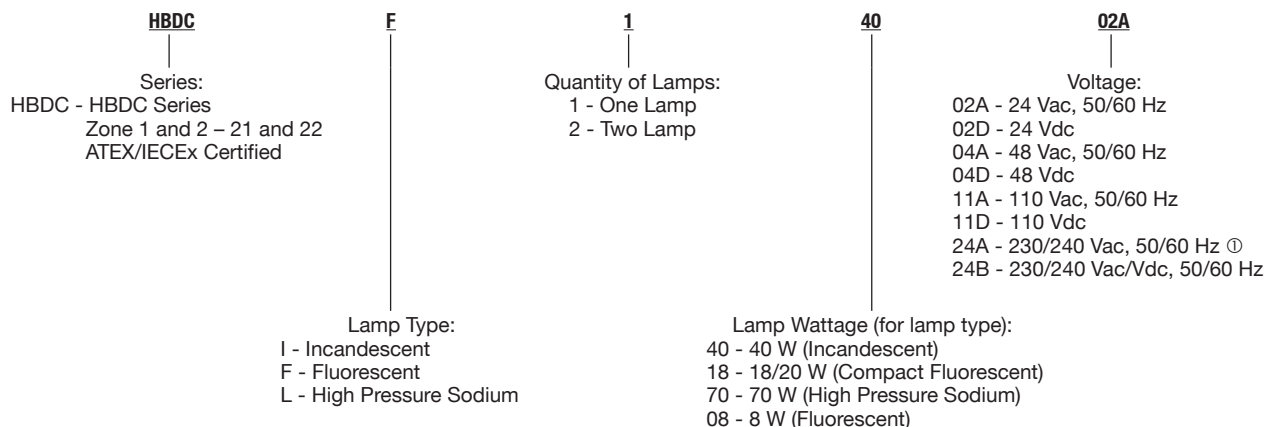 HBDC F 1 40 02A
Series:
HBDC - HBDC Series
Zone 1 and 2 – 21 and 22
ATEX/IECEx Certified
Quantity of Lamps:
1 - One Lamp
2 - Two Lamp
Voltage:
02A - 24 Vac, 50/60 Hz
02D - 24 Vdc
04A - 48 Vac, 50/60 Hz
04D - 48 Vdc
11A - 110 Vac, 50/60 Hz
11D - 110 Vdc
24A - 230/240 Vac, 50/60 Hz ①
24B - 230/240 Vac/Vdc, 50/60 Hz
Lamp Type:
I - Incandescent
F - Fluorescent
L - High Pressure Sodium
Lamp Wattage (for lamp type):
40 - 40 W (Incandescent)
18 - 18/20 W (Compact Fluorescent)
70 - 70 W (High Pressure Sodium)
08 - 8 W (Fluorescent)